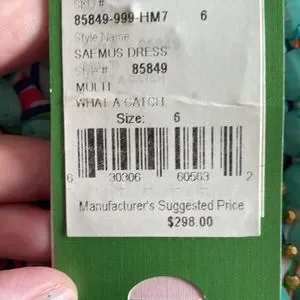 SKU #
85849-999-HM7 6
Style Name
SAEMUS DRESS
Style# 85849
MULTI
WHAT A CATCH
Size: 6
6 30306 60503 2
Manufacturer's Suggested Price
$298.00